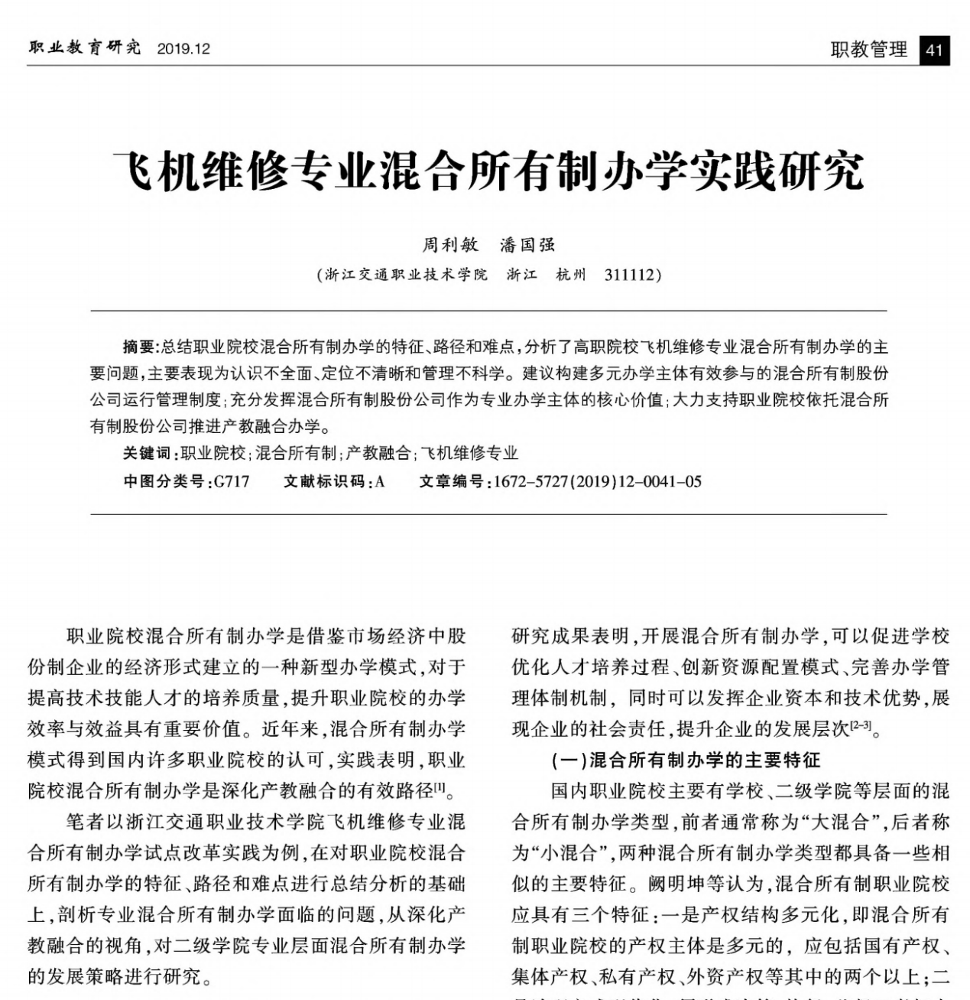 职业教育研究 2019.12
职教管理 41
飞机维修专业混合所有制办学实践研究
周利敏 潘国强
(浙江交通职业技术学院 浙江 杭州 311112)
摘要:总结职业院校混合所有制办学的特征、路径和难点,分析了高职院校飞机维修专业混合所有制办学的主
要问题,主要表现为认识不全面、定位不清晰和管理不科学。建议构建多元办学主体有效参与的混合所有制股份
公司运行管理制度;充分发挥混合所有制股份公司作为专业办学主体的核心价值;大力支持职业院校依托混合所
有制股份公司推进产教融合办学。
关键词:职业院校;混合所有制;产教融合;飞机维修专业
中图分类号:G717 文献标识码:A 文章编号:1672-5727(2019)12-0041-05
职业院校混合所有制办学是借鉴市场经济中股
份制企业的经济形式建立的一种新型办学模式,对于
提高技术技能人才的培养质量,提升职业院校的办学
效率与效益具有重要价值。近年来,混合所有制办学
模式得到国内许多职业院校的认可,实践表明,职业
院校混合所有制办学是深化产教融合的有效路径[1]。
笔者以浙江交通职业技术学院飞机维修专业混
合所有制办学试点改革实践为例,在对职业院校混合
所有制办学的特征、路径和难点进行总结分析的基础
上,剖析专业混合所有制办学面临的问题,从深化产
教融合的视角,对二级学院专业层面混合所有制办学
的发展策略进行研究。
研究成果表明,开展混合所有制办学,可以促进学校
优化人才培养过程、创新资源配置模式、完善办学管
理体制机制,同时可以发挥企业资本和技术优势,展
现企业的社会责任,提升企业的发展层次[2-3]。
(一)混合所有制办学的主要特征
国内职业院校主要有学校、二级学院等层面的混
合所有制办学类型,前者通常称为“大混合”,后者称
为“小混合”,两种混合所有制办学类型都具备一些相
似的主要特征。阙明坤等认为,混合所有制职业院校
应具有三个特征:一是产权结构多元化,即混合所有
制职业院校的产权主体是多元的,应包括国有产权、
集体产权、私有产权、外资产权等其中的两个以上;二